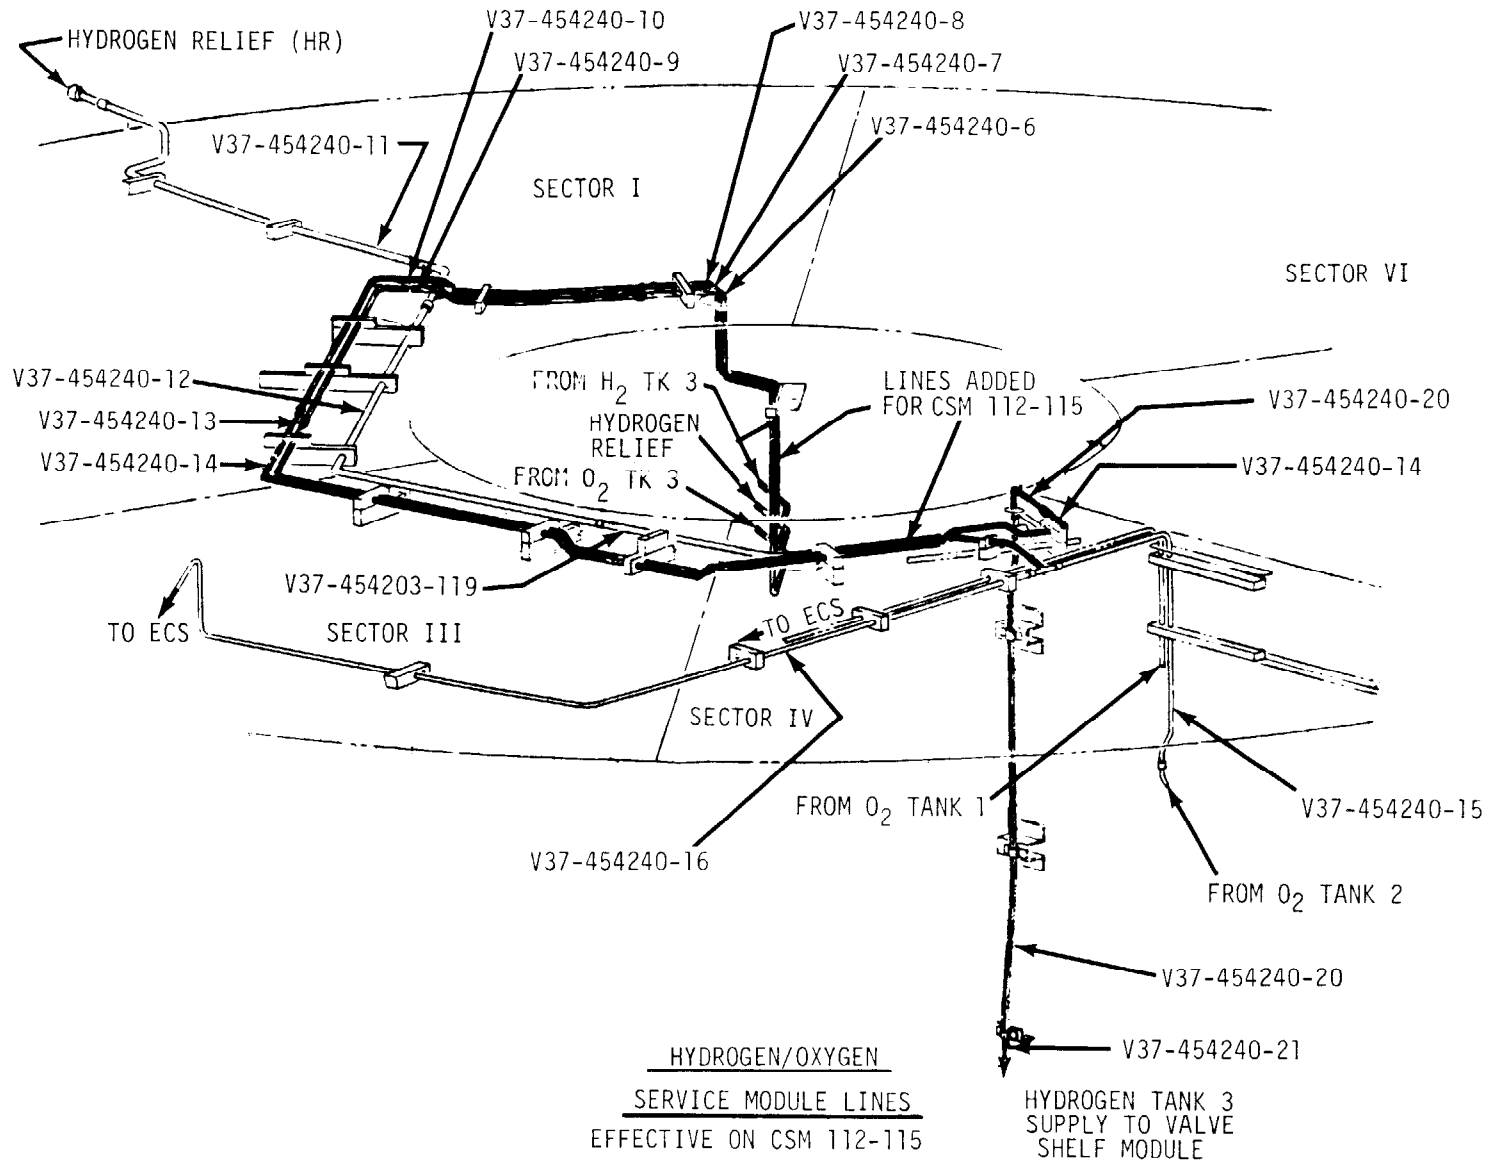 V37-454240-10
V37-454240-8
HYDROGEN RELIEF (HR)
V37-454240-9
V37-454240-7
V37-454240-6
V37-454240-11
SECTOR I
SECTOR VI
V37-454240-12
FROM H2 TK 3
LINES ADDED
FOR CSM 112-115
V37-454240-20
V37-454240-13
HYDROGEN
RELIEF
V37-454240-14
FROM O2 TK 3
V37-454240-14
V37-454203-119
TO ECS
SECTOR III
TO ECS
SECTOR IV
FROM O2 TANK 1
V37-454240-15
V37-454240-16
FROM O2 TANK 2
V37-454240-20
V37-454240-21
HYDROGEN/OXYGEN
SERVICE MODULE LINES
EFFECTIVE ON CSM 112-115
HYDROGEN TANK 3
SUPPLY TO VALVE
SHELF MODULE